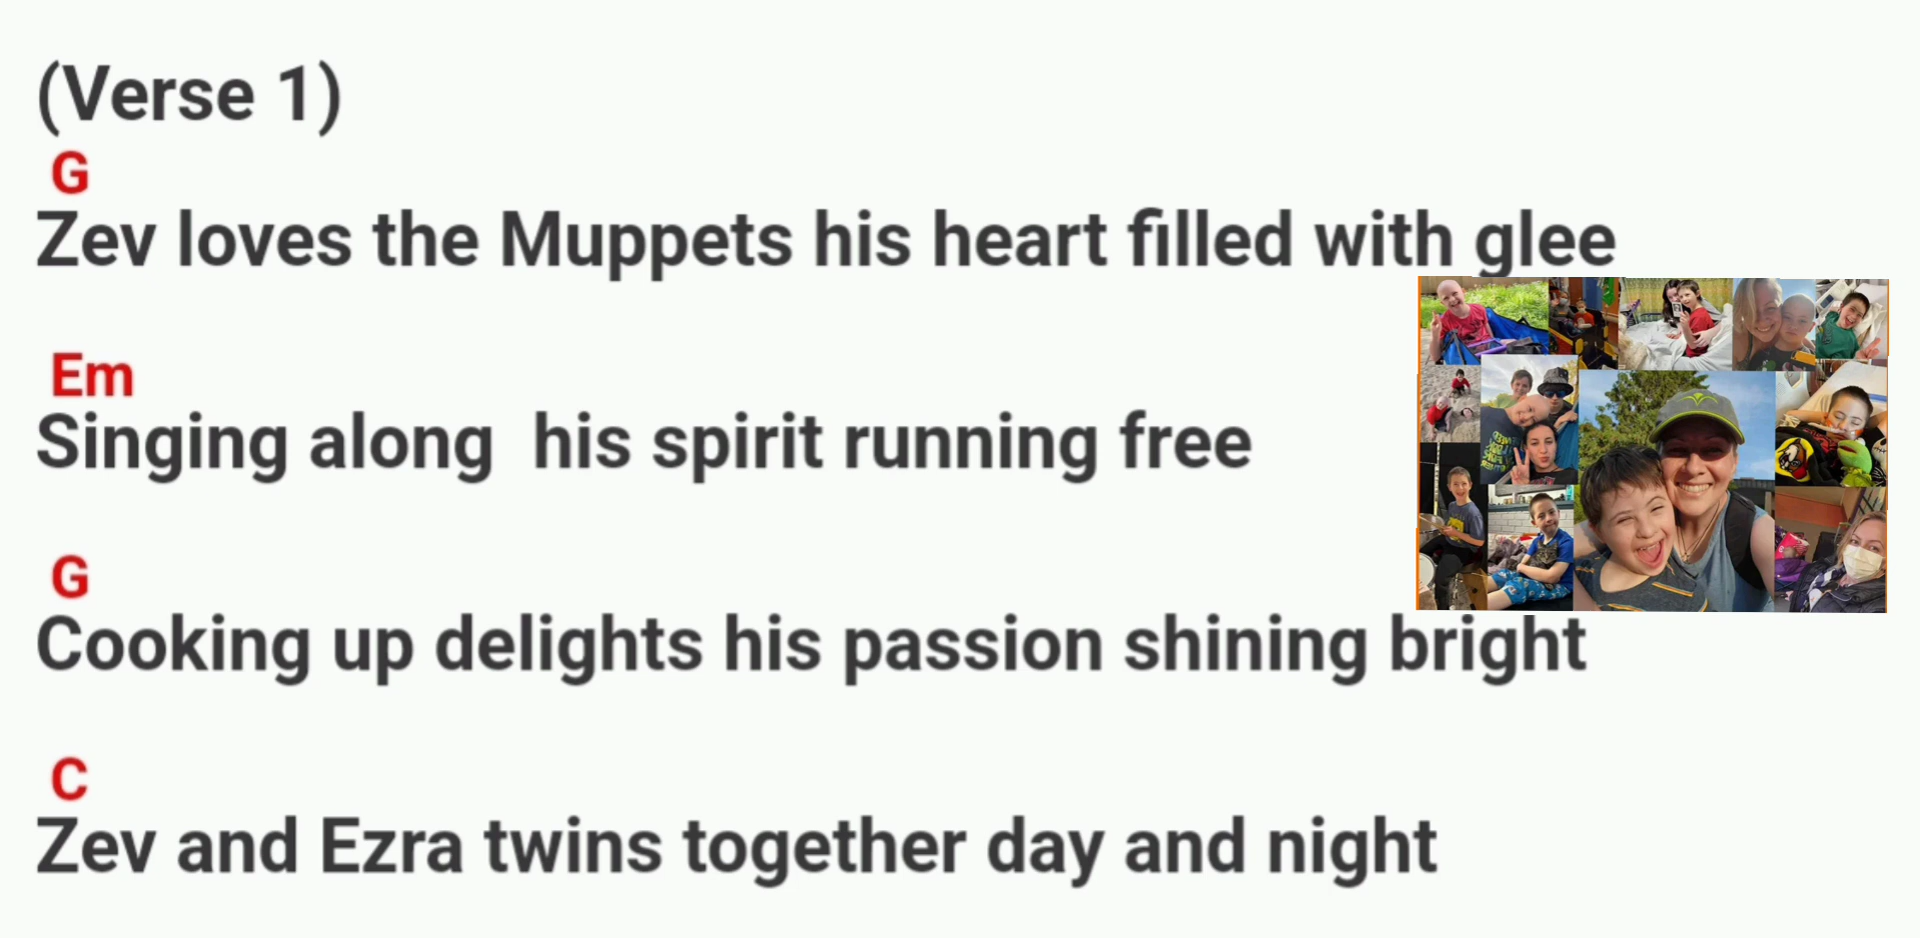 (Verse 1)
G
Zev loves the Muppets his heart filled with glee
Em
Singing along  his spirit running free
G
Cooking up delights his passion shining bright
C
Zev and Ezra twins together day and night